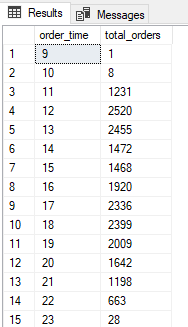 Results Messages
order_time total_orders
1 9 1
2 10 8
3 11 1231
4 12 2520
5 13 2455
6 14 1472
7 15 1468
8 16 1920
9 17 2336
10 18 2399
11 19 2009
12 20 1642
13 21 1198
14 22 663
15 23 28